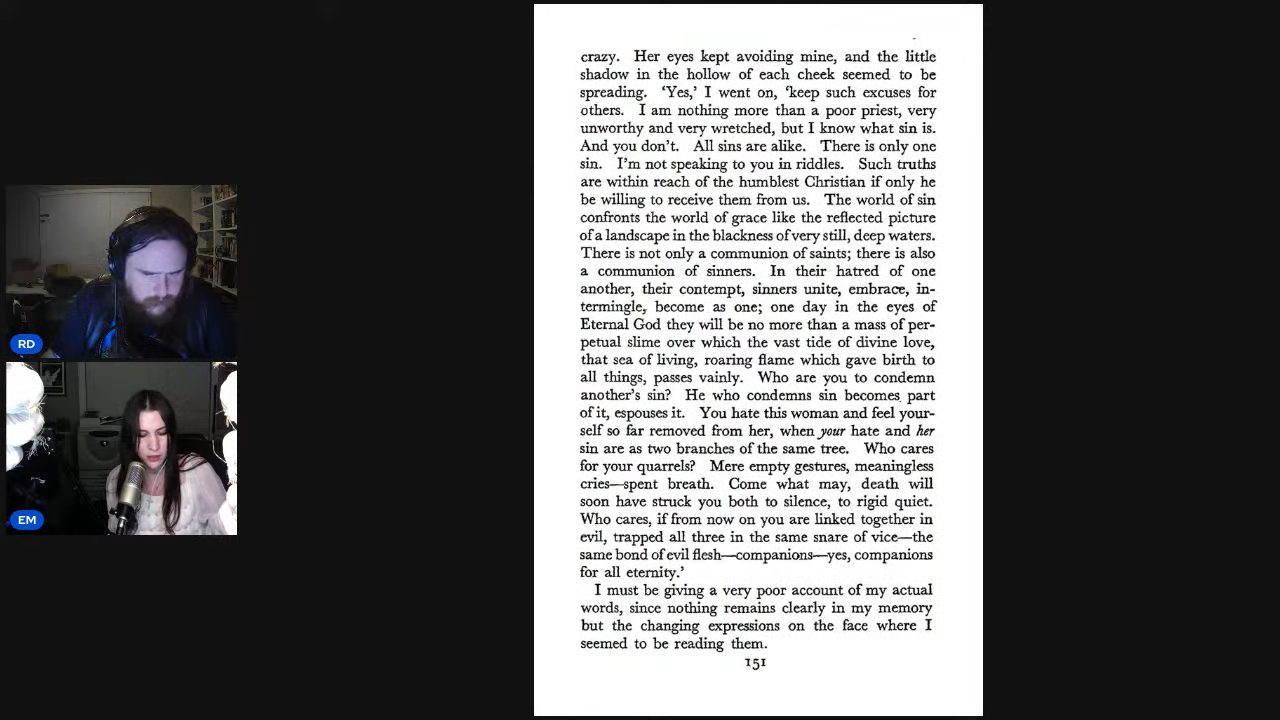 crazy. Her eyes kept avoiding mine, and the little
shadow in the hollow of each cheek seemed to be
spreading. ‘Yes,’ I went on, ‘keep such excuses for
others. I am nothing more than a poor priest, very
unworthy and very wretched, but I know what sin is.
And you don’t. All sins are alike. There is only one
sin. I’m not speaking to you in riddles. Such truths
are within reach of the humblest Christian if only he
be willing to receive them from us. The world of sin
confronts the world of grace like the reflected picture
of a landscape in the blackness of very still, deep waters.
There is not only a communion of saints; there is also
a communion of sinners. In their hatred of one
another, their contempt, sinners unite, embrace, in-
termingle, become as one; one day in the eyes of
Eternal God they will be no more than a mass of per-
petual slime over which the vast tide of divine love,
that sea of living, roaring flame which gave birth to
all things, passes vainly. Who are you to condemn
another’s sin? He who condemns sin becomes part
of it, espouses it. You hate this woman and feel your-
self so far removed from her, when your hate and her
sin are as two branches of the same tree. Who cares
for your quarrels? Mere empty gestures, meaningless
cries—spent breath. Come what may, death will
soon have struck you both to silence, to rigid quiet.
Who cares, if from now on you are linked together in
evil, trapped all three in the same snare of vice—the
same bond of evil flesh—companions—yes, companions
for all eternity.’
I must be giving a very poor account of my actual
words, since nothing remains clearly in my memory
but the changing expressions on the face where I
seemed to be reading them.
151
RD
EM